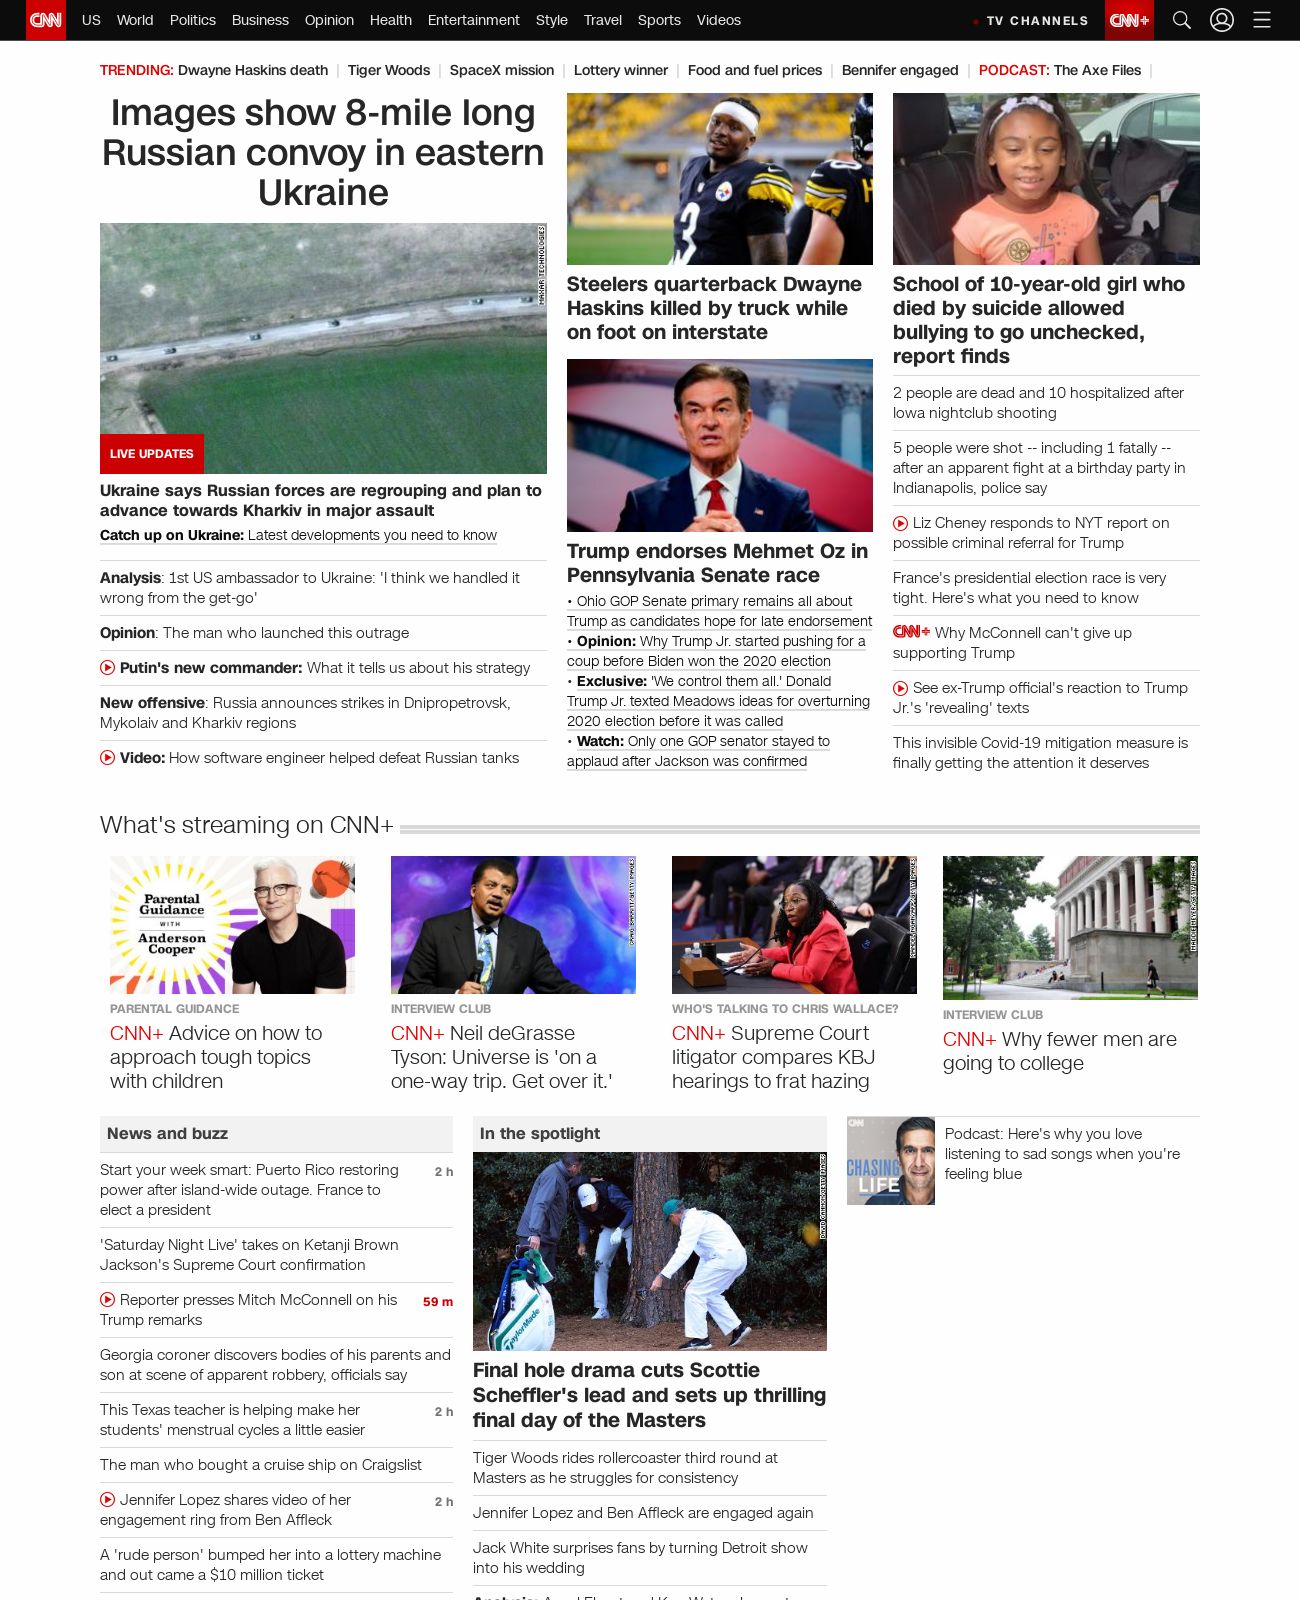 CNN US World Politics Business Opinion Health Entertainment Style Travel Sports Videos TV CHANNELS CNN+
TRENDING: Dwayne Haskins death Tiger Woods SpaceX mission Lottery winner Food and fuel prices Bennifer engaged PODCAST: The Axe Files
Images show 8-mile long
Russian convoy in eastern
Ukraine
MAXAR TECHNOLOGIES
LIVE UPDATES
Ukraine says Russian forces are regrouping and plan to
advance towards Kharkiv in major assault
Catch up on Ukraine: Latest developments you need to know
Analysis: 1st US ambassador to Ukraine: 'I think we handled it
wrong from the get-go'
Opinion: The man who launched this outrage
Putin's new commander: What it tells us about his strategy
New offensive: Russia announces strikes in Dnipropetrovsk,
Mykolaiv and Kharkiv regions
Video: How software engineer helped defeat Russian tanks
3
Steelers quarterback Dwayne
Haskins killed by truck while
on foot on interstate
Trump endorses Mehmet Oz in
Pennsylvania Senate race
• Ohio GOP Senate primary remains all about
Trump as candidates hope for late endorsement
• Opinion: Why Trump Jr. started pushing for a
coup before Biden won the 2020 election
• Exclusive: 'We control them all.' Donald
Trump Jr. texted Meadows ideas for overturning
2020 election before it was called
• Watch: Only one GOP senator stayed to
applaud after Jackson was confirmed
School of 10-year-old girl who
died by suicide allowed
bullying to go unchecked,
report finds
2 people are dead and 10 hospitalized after
Iowa nightclub shooting
5 people were shot -- including 1 fatally --
after an apparent fight at a birthday party in
Indianapolis, police say
Liz Cheney responds to NYT report on
possible criminal referral for Trump
France's presidential election race is very
tight. Here's what you need to know
CNN+ Why McConnell can't give up
supporting Trump
See ex-Trump official's reaction to Trump
Jr.'s 'revealing' texts
This invisible Covid-19 mitigation measure is
finally getting the attention it deserves
What's streaming on CNN+
Parental
Guidance
WITH
Anderson
Cooper
PARENTAL GUIDANCE
CNN+ Advice on how to
approach tough topics
with children
INTERVIEW CLUB
CNN+ Neil deGrasse
Tyson: Universe is 'on a
one-way trip. Get over it.'
WHO'S TALKING TO CHRIS WALLACE?
CNN+ Supreme Court
litigator compares KBJ
hearings to frat hazing
INTERVIEW CLUB
CNN+ Why fewer men are
going to college
News and buzz
Start your week smart: Puerto Rico restoring 2 h
power after island-wide outage. France to
elect a president
'Saturday Night Live' takes on Ketanji Brown
Jackson's Supreme Court confirmation
Reporter presses Mitch McConnell on his 59 m
Trump remarks
Georgia coroner discovers bodies of his parents and
son at scene of apparent robbery, officials say
This Texas teacher is helping make her 2 h
students' menstrual cycles a little easier
The man who bought a cruise ship on Craigslist
Jennifer Lopez shares video of her 2 h
engagement ring from Ben Affleck
A 'rude person' bumped her into a lottery machine
and out came a $10 million ticket
In the spotlight
DAVID CANNON/GETTY IMAGES
TaylorMade
Final hole drama cuts Scottie
Scheffler's lead and sets up thrilling
final day of the Masters
Tiger Woods rides rollercoaster third round at
Masters as he struggles for consistency
Jennifer Lopez and Ben Affleck are engaged again
Jack White surprises fans by turning Detroit show
into his wedding
CNN
CHASING
LIFE
Podcast: Here's why you love
listening to sad songs when you're
feeling blue